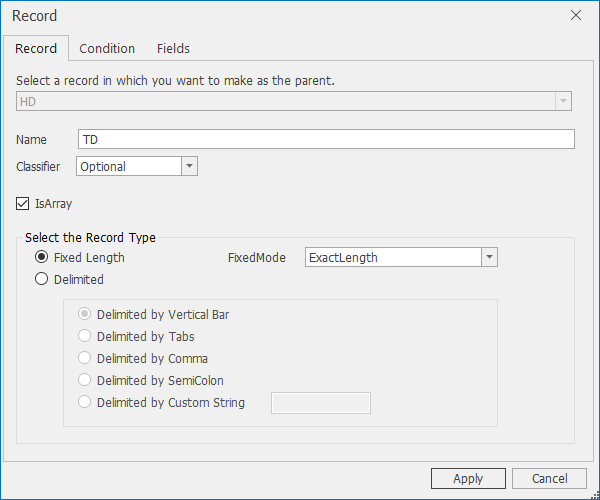 Record
Record Condition Fields
Select a record in which you want to make as the parent.
HD
Name TD
Classifier Optional
IsArray
Select the Record Type
Fixed Length FixedMode ExactLength
Delimited
Delimited by Vertical Bar
Delimited by Tabs
Delimited by Comma
Delimited by SemiColon
Delimited by Custom String
Apply Cancel